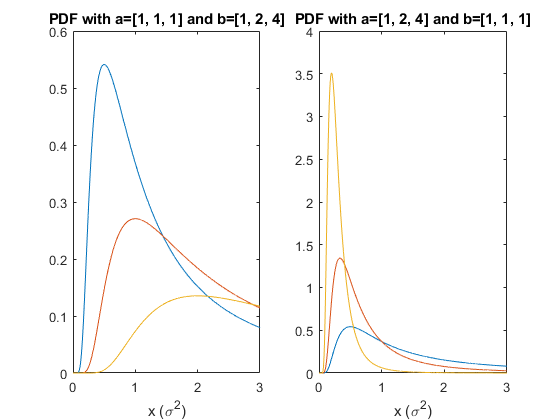 PDF with a=[1, 1, 1] and b=[1, 2, 4]
0.6
0.5
0.4
0.3
0.2
0.1
0
0 1 2 3
x (σ²)
PDF with a=[1, 2, 4] and b=[1, 1, 1]
4
3.5
3
2.5
2
1.5
1
0.5
0
0 1 2 3
x (σ²)